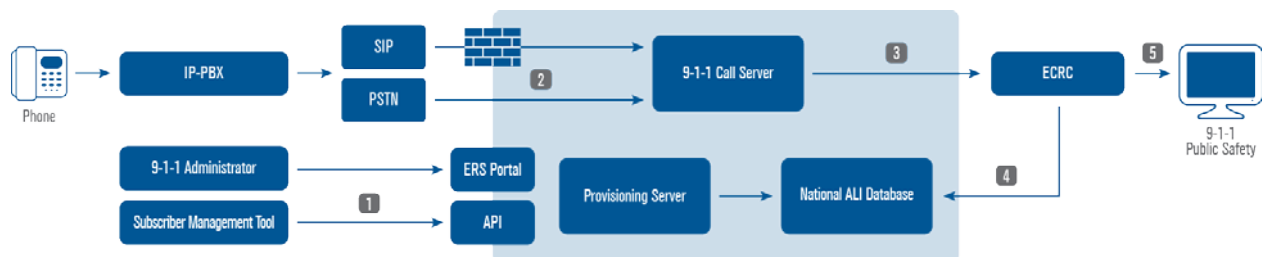 Phone
IP-PBX
SIP
PSTN
2
9-1-1 Call Server
3
ECRC
5
9-1-1
Public Safety
9-1-1 Administrator
Subscriber Management Tool
1
ERS Portal
API
Provisioning Server
National ALI Database
4